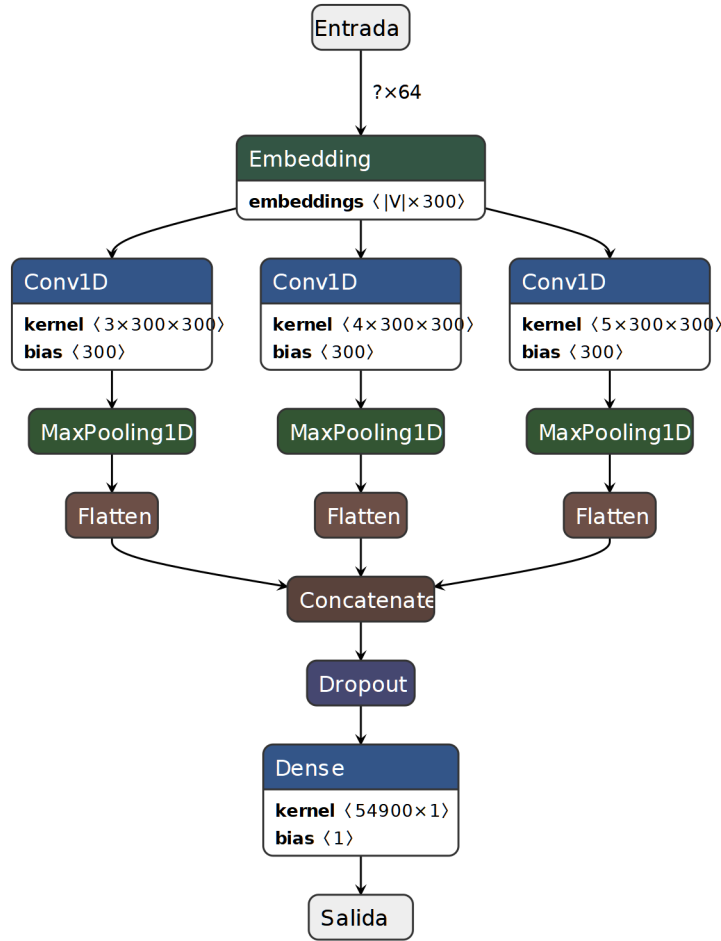 Entrada
?×64
Embedding
embeddings ⟨|V|×300⟩
Conv1D
kernel ⟨3×300×300⟩
bias ⟨300⟩
Conv1D
kernel ⟨4×300×300⟩
bias ⟨300⟩
Conv1D
kernel ⟨5×300×300⟩
bias ⟨300⟩
MaxPooling1D
MaxPooling1D
MaxPooling1D
Flatten
Flatten
Flatten
Concatenate
Dropout
Dense
kernel ⟨54900×1⟩
bias ⟨1⟩
Salida